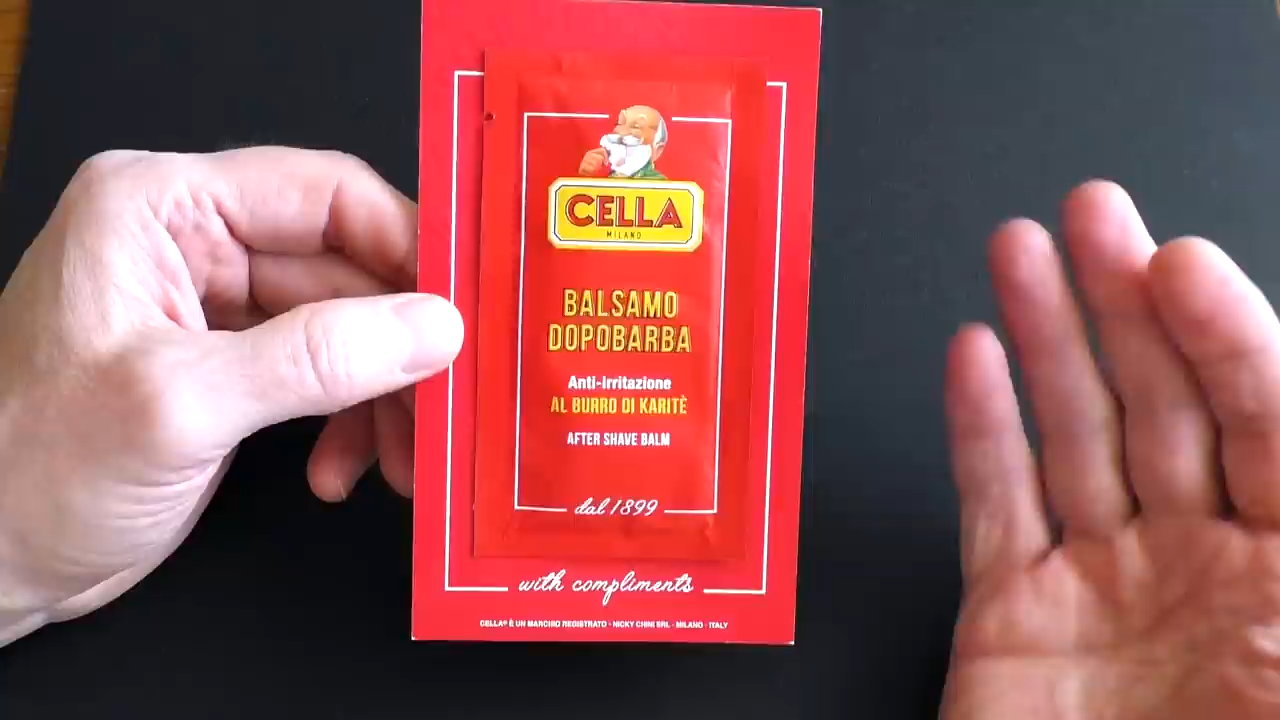 CELLA
MILANO
BALSAMO
DOPOBARBA
Anti-irritazione
AL BURRO DI KARITÈ
AFTER SHAVE BALM
dal 1899
with compliments
CELLA® È UN MARCHIO REGISTRATO - NICKY CHINI SRL - MILANO - ITALY